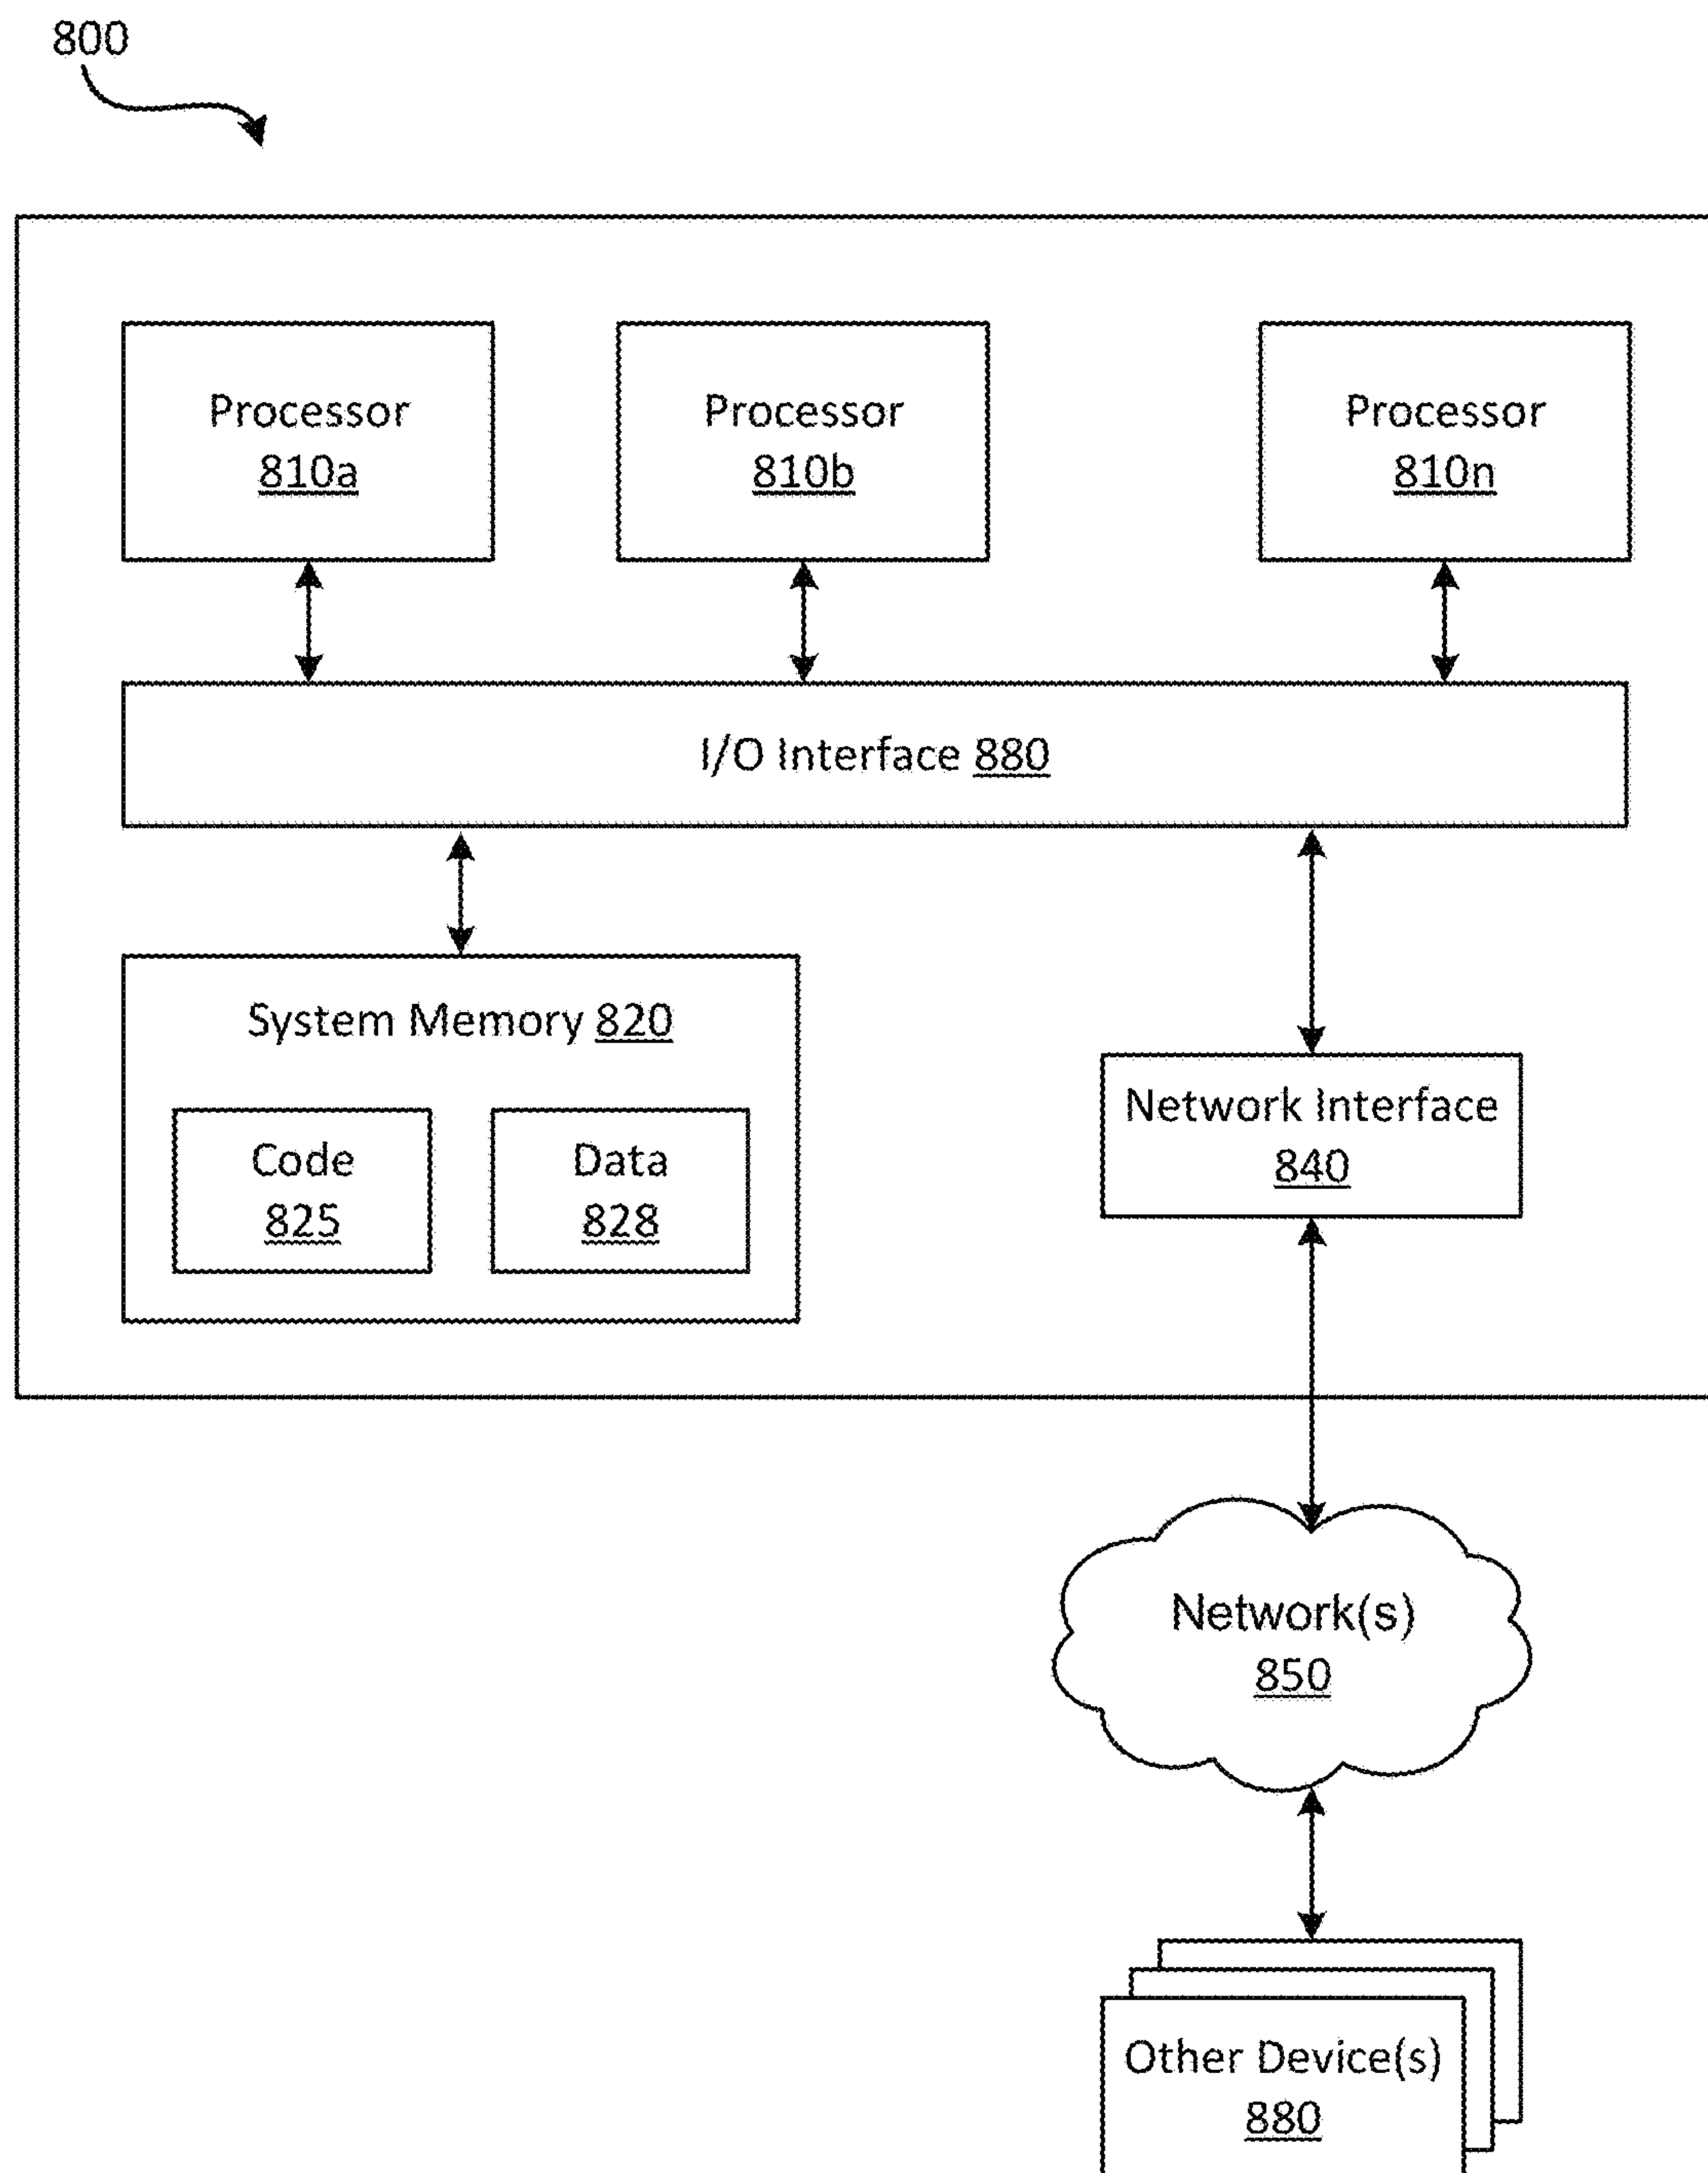 800
Processor
810a
Processor
810b
Processor
810n
I/O Interface 880
System Memory 820
Code
825
Data
828
Network Interface
840
Network(s)
850
Other Device(s)
880